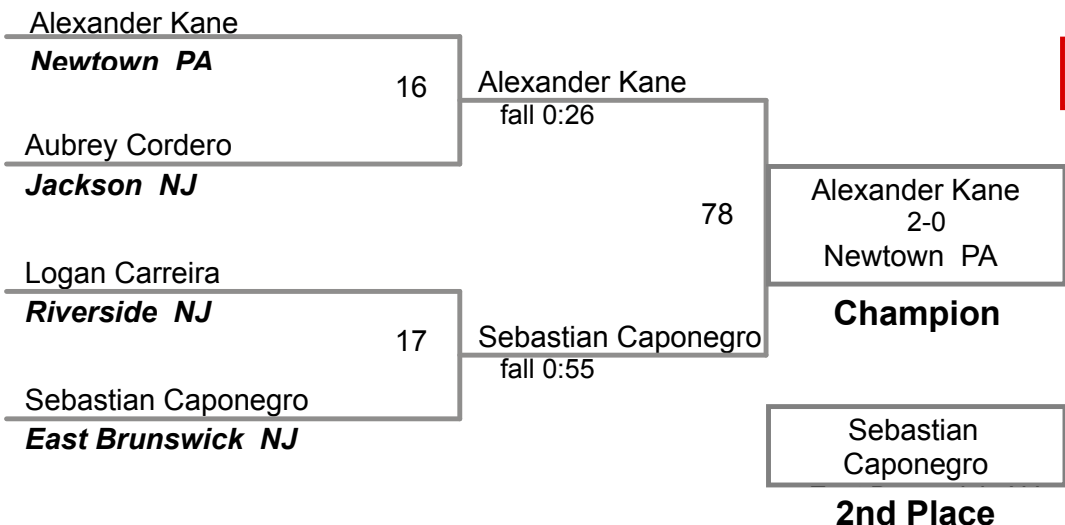 Alexander Kane
Newtown PA
16
Aubrey Cordero
Jackson NJ
Alexander Kane
fall 0:26
Logan Carreira
Riverside NJ
17
Sebastian Caponegro
East Brunswick NJ
Sebastian Caponegro
fall 0:55
78
Alexander Kane
2-0
Newtown PA
Champion
Sebastian
Caponegro
2nd Place